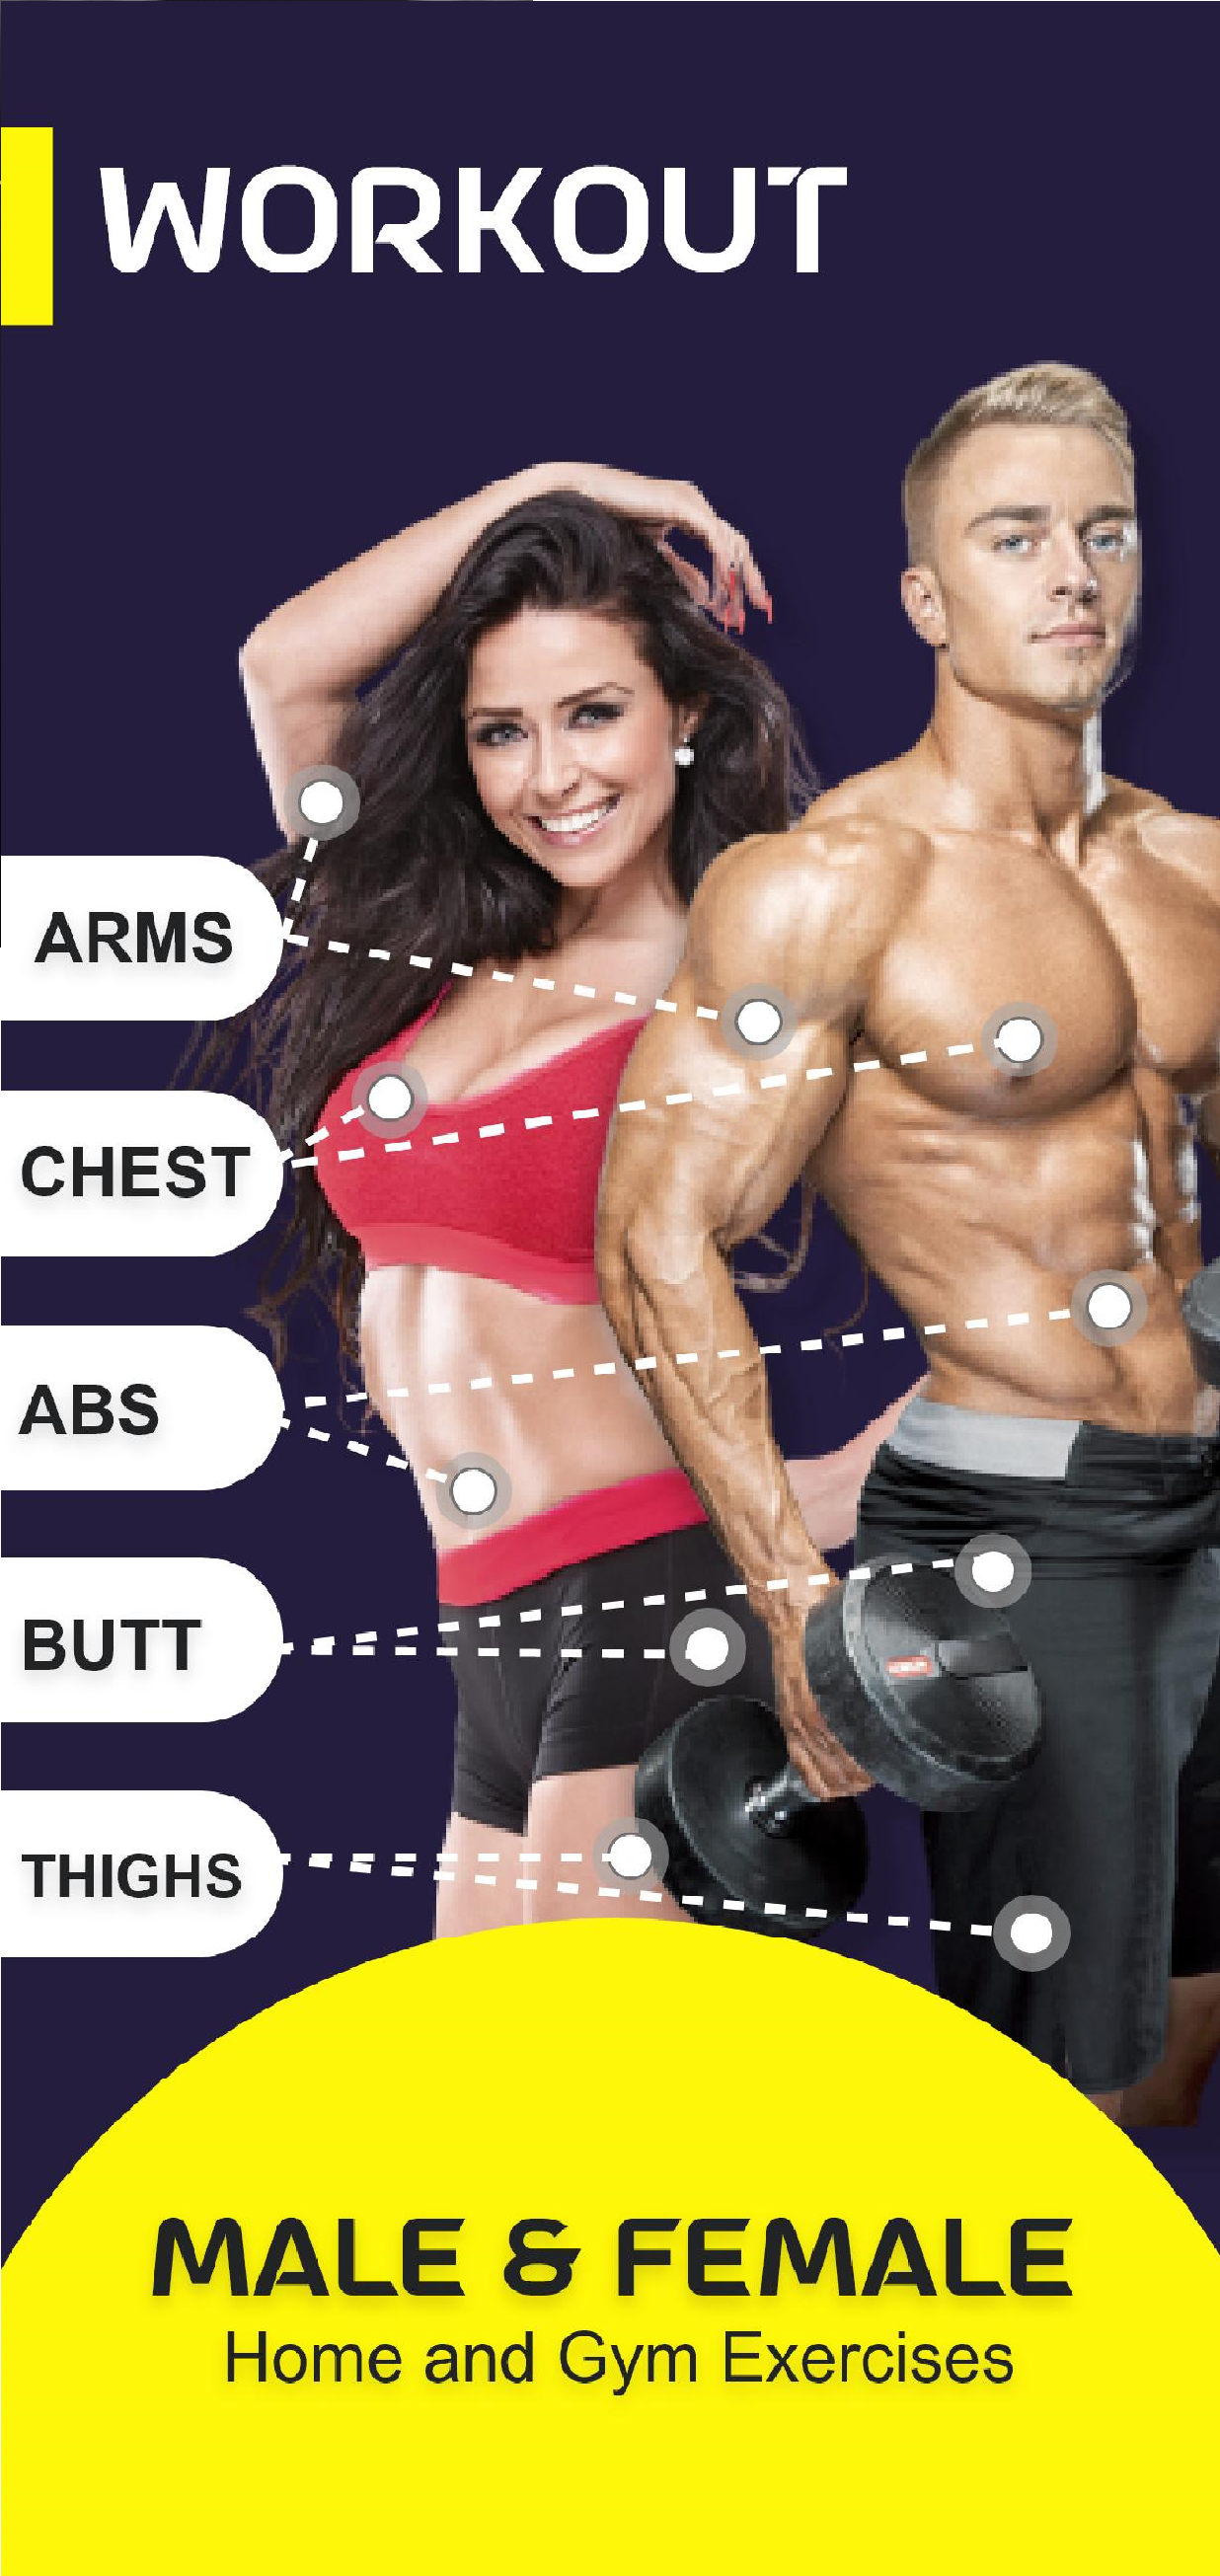 WORKOUT
ARMS
CHEST
ABS
BUTT
THIGHS
MALE & FEMALE
Home and Gym Exercises